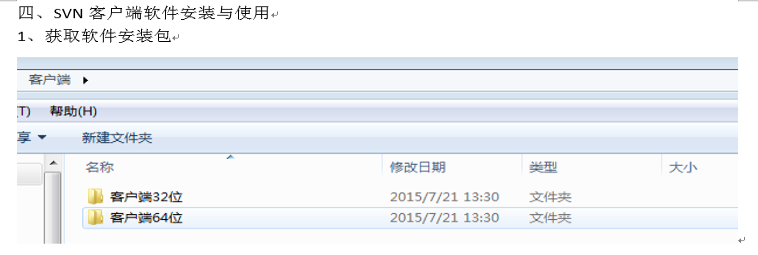 四、SVN 客户端软件安装与使用
1、获取软件安装包
客户端
(T) 帮助(H)
享 新建文件夹
名称 修改日期 类型 大小
客户端32位 2015/7/21 13:30 文件夹
客户端64位 2015/7/21 13:30 文件夹